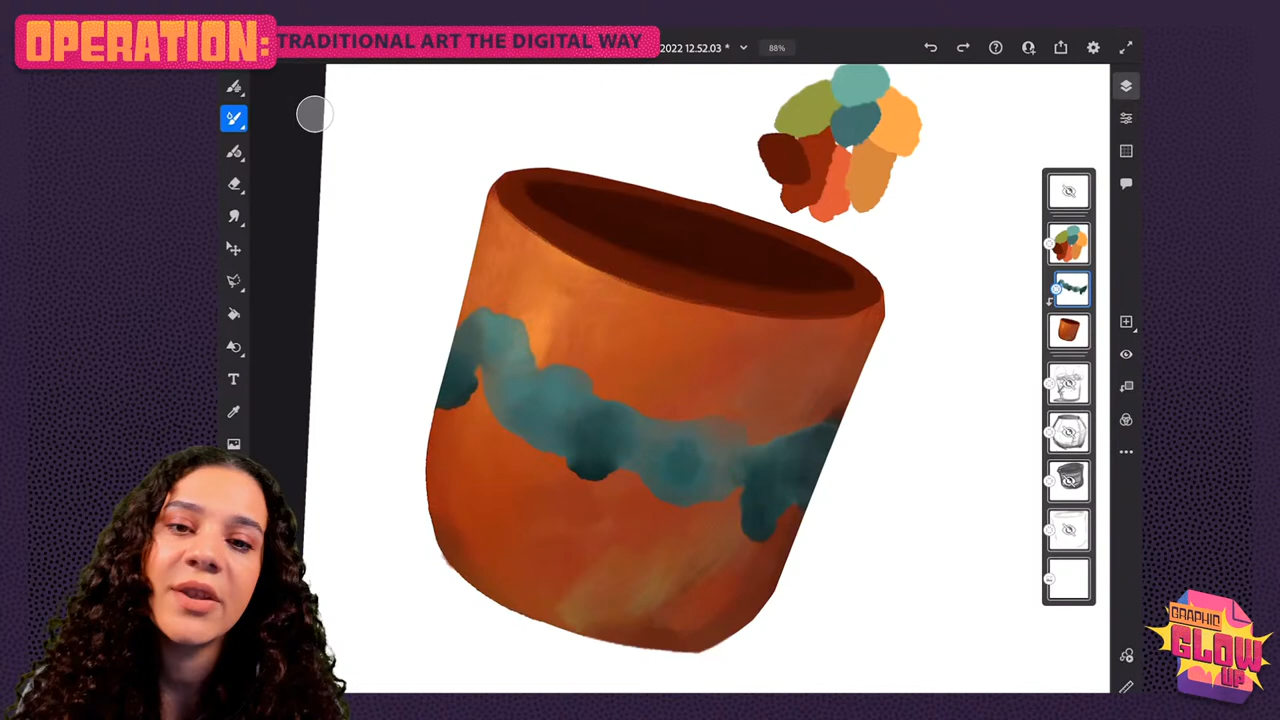 OPERATION:
TRADITIONAL ART THE DIGITAL WAY
2022 12.52.03 *
88%
T
GRAPHIC
GLOW
UP